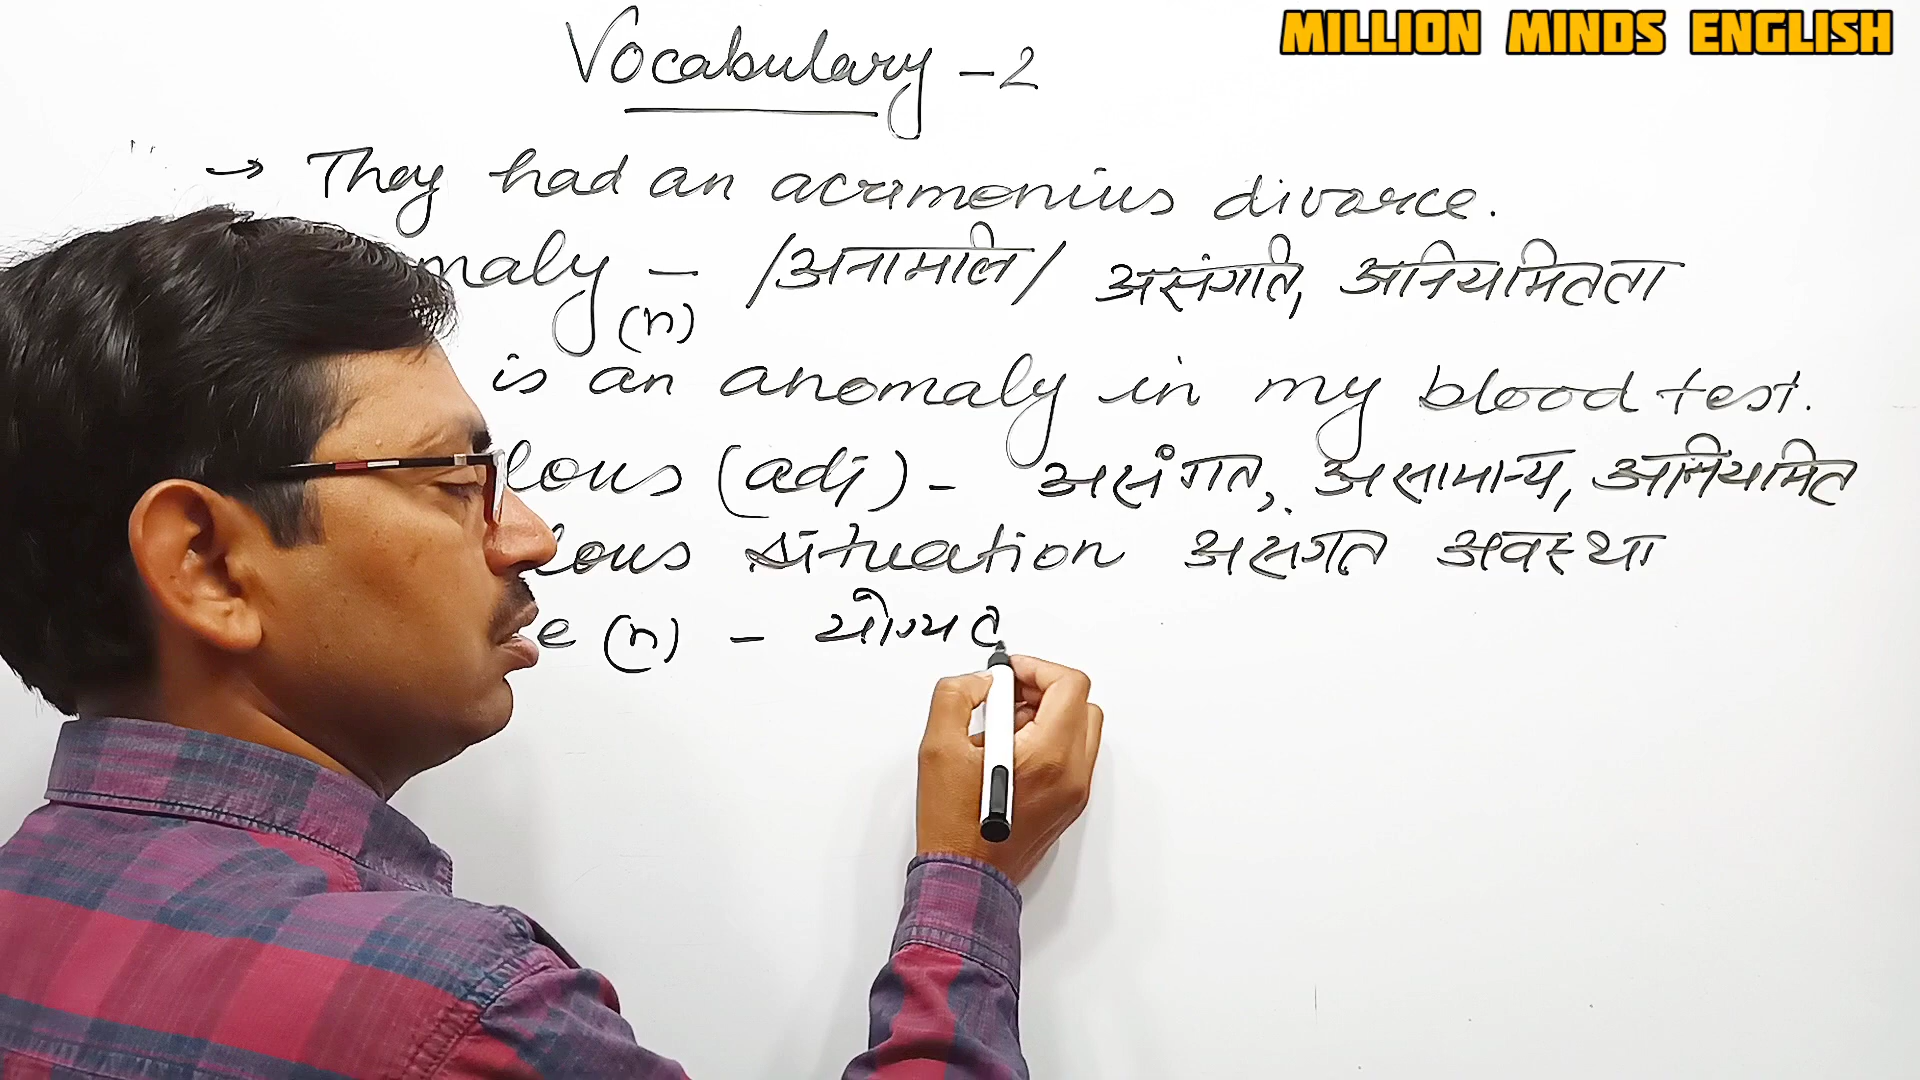 MILLION MINDS ENGLISH
Vocabulary - 2
→ They had an acrimonius divorce.
maly - /अनामलि/ असंगति, अनियमितता
(n)
is an anomaly in my blood test.
lous (adj) - असंगत, असामान्य, अनियमित
lous situation असंगत अवस्था
e (n) - योग्यत